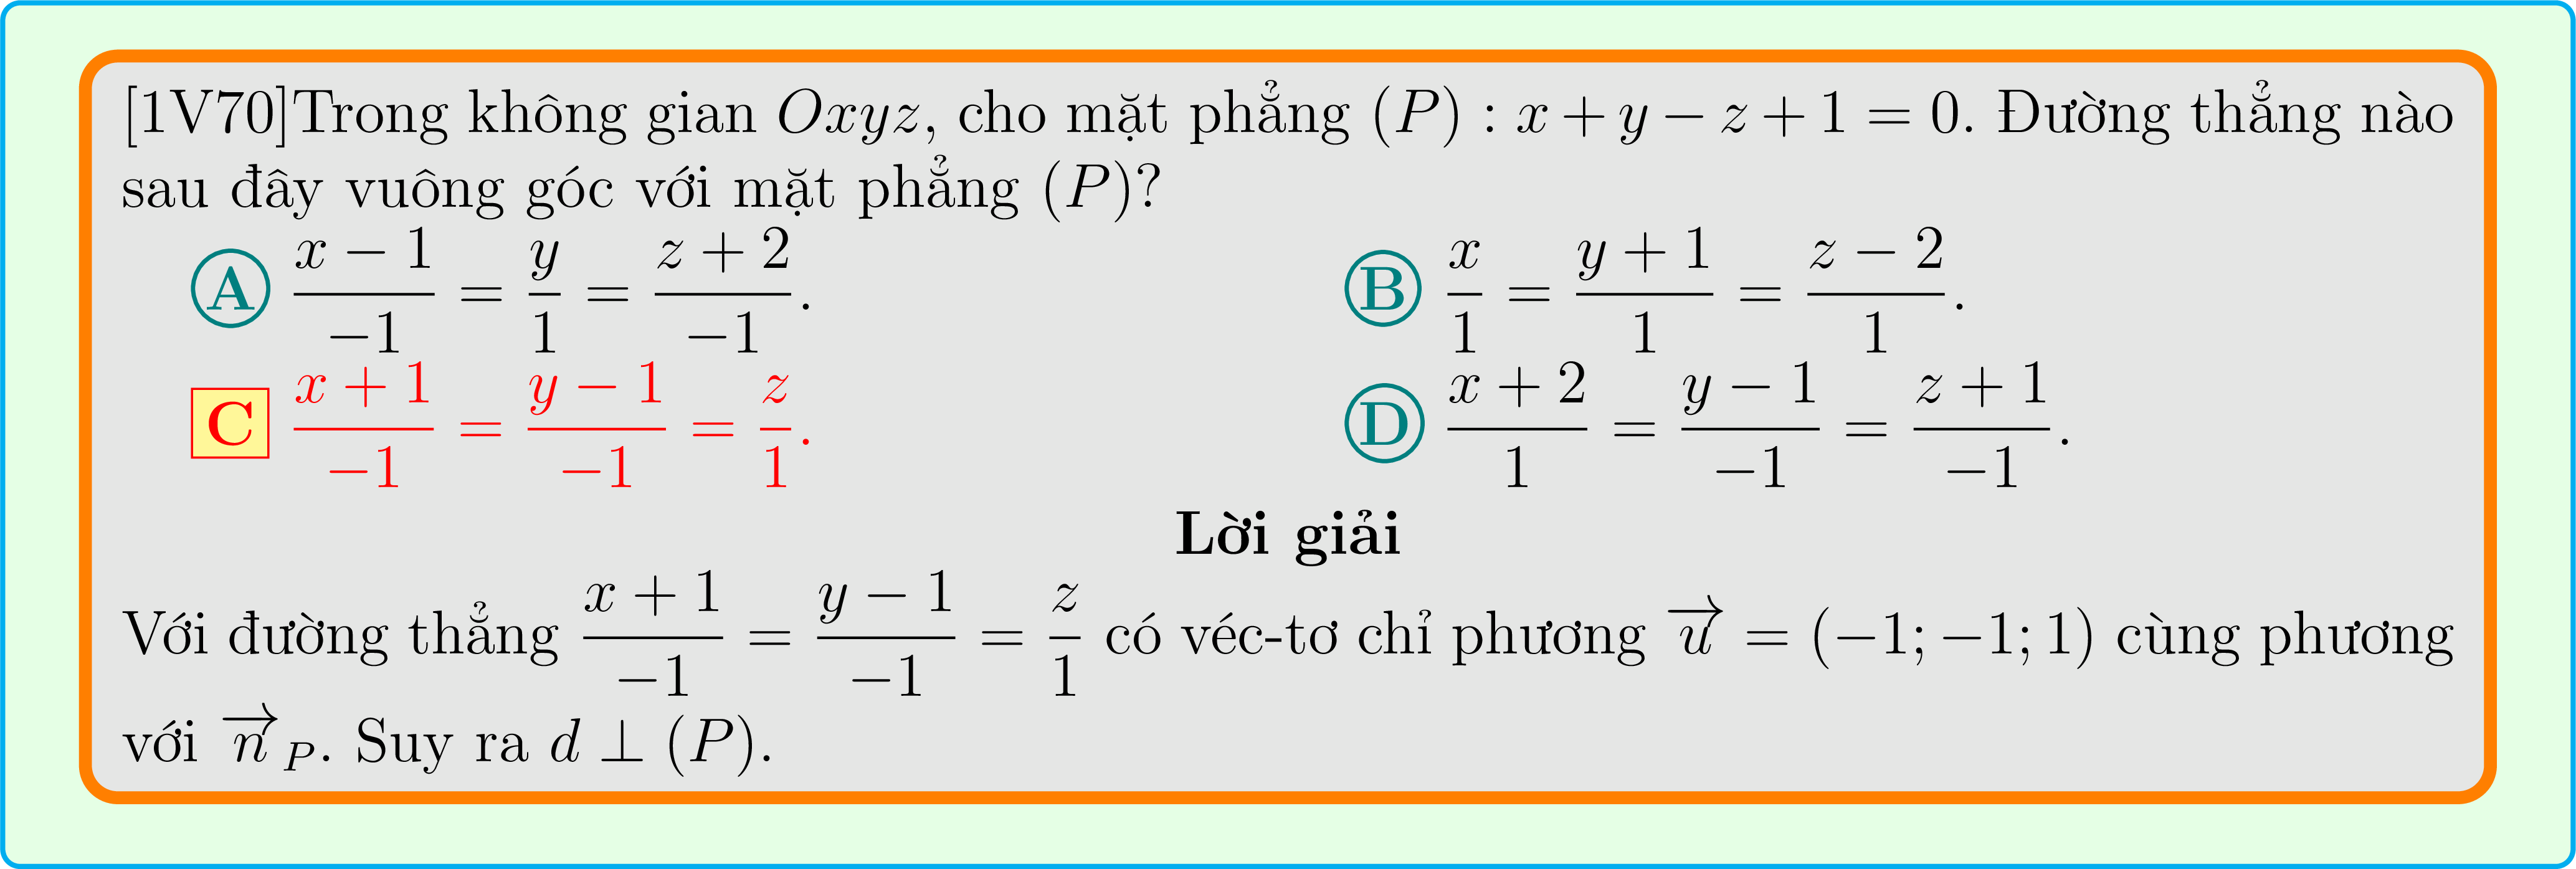 [1V70]Trong không gian Oxyz, cho mặt phẳng (P) : x + y − z + 1 = 0. Đường thẳng nào
sau đây vuông góc với mặt phẳng (P)?
A $\frac{x-1}{-1} = \frac{y}{1} = \frac{z+2}{-1}$.
B $\frac{x}{1} = \frac{y+1}{1} = \frac{z-2}{1}$.
C $\frac{x+1}{-1} = \frac{y-1}{-1} = \frac{z}{1}$.
D $\frac{x+2}{1} = \frac{y-1}{-1} = \frac{z+1}{-1}$.
Lời giải
Với đường thẳng $\frac{x+1}{-1} = \frac{y-1}{-1} = \frac{z}{1}$ có véc-tơ chỉ phương $\overrightarrow{u} = (-1; -1; 1)$ cùng phương
với $\overrightarrow{n}_P$. Suy ra $d \perp (P)$.